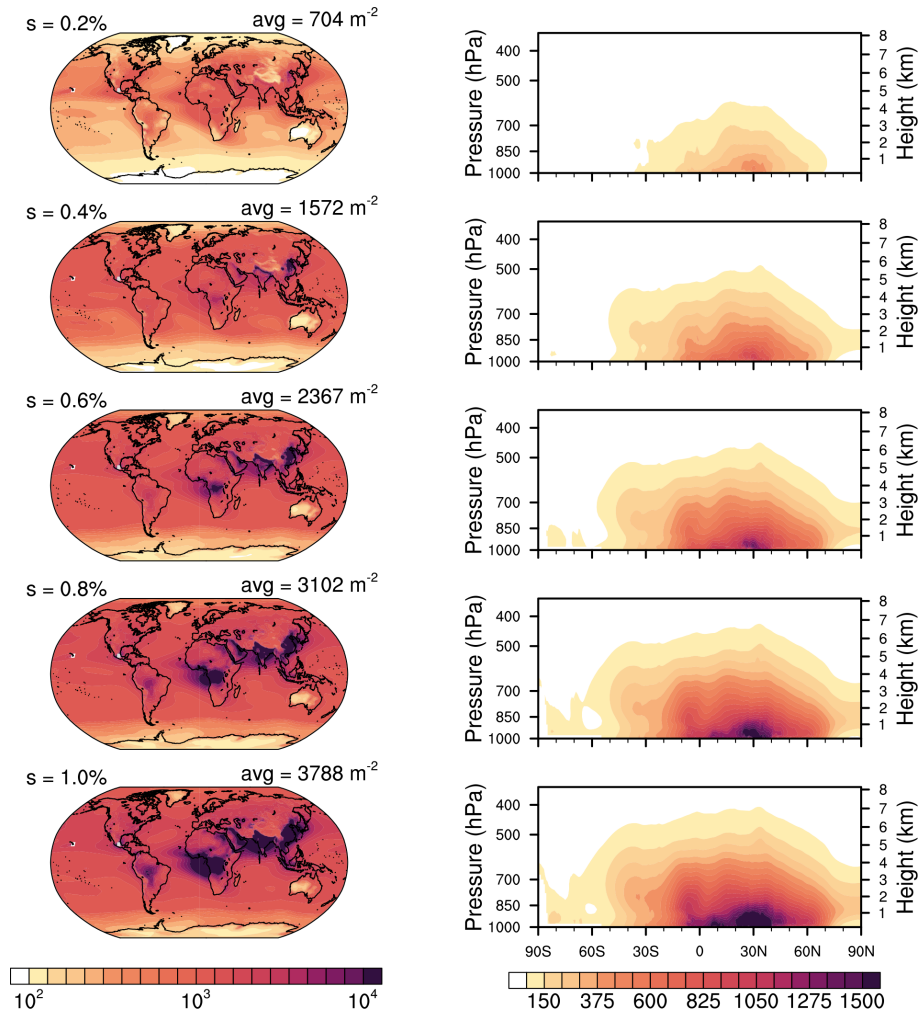 s = 0.2%
avg = 704 m-2
Pressure (hPa)
400
500
700
850
1000
8
7
6
5
4
3
2
1
Height (km)
s = 0.4%
avg = 1572 m-2
Pressure (hPa)
400
500
700
850
1000
8
7
6
5
4
3
2
1
Height (km)
s = 0.6%
avg = 2367 m-2
Pressure (hPa)
400
500
700
850
1000
8
7
6
5
4
3
2
1
Height (km)
s = 0.8%
avg = 3102 m-2
Pressure (hPa)
400
500
700
850
1000
8
7
6
5
4
3
2
1
Height (km)
s = 1.0%
avg = 3788 m-2
Pressure (hPa)
400
500
700
850
1000
8
7
6
5
4
3
2
1
Height (km)
90S 60S 30S 0 30N 60N 90N
10^2 10^3 10^4
150 375 600 825 1050 1275 1500